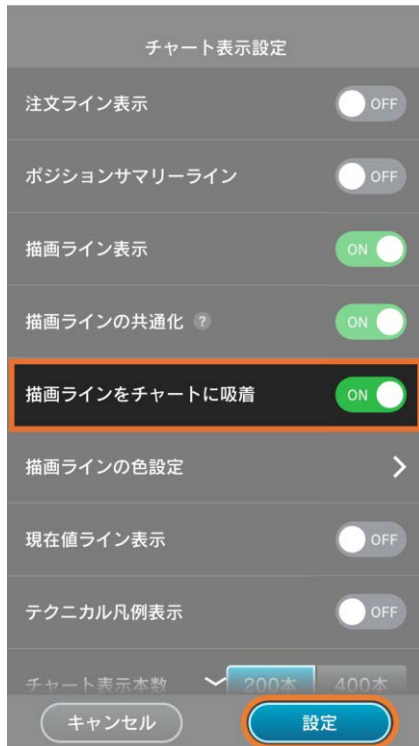 チャート表示設定
注文ライン表示 OFF
ポジションサマリーライン OFF
描画ライン表示 ON
描画ラインの共通化 ? ON
描画ラインをチャートに吸着 ON
描画ラインの色設定
現在値ライン表示 OFF
テクニカル凡例表示 OFF
チャート表示本数 200本 400本
キャンセル 設定